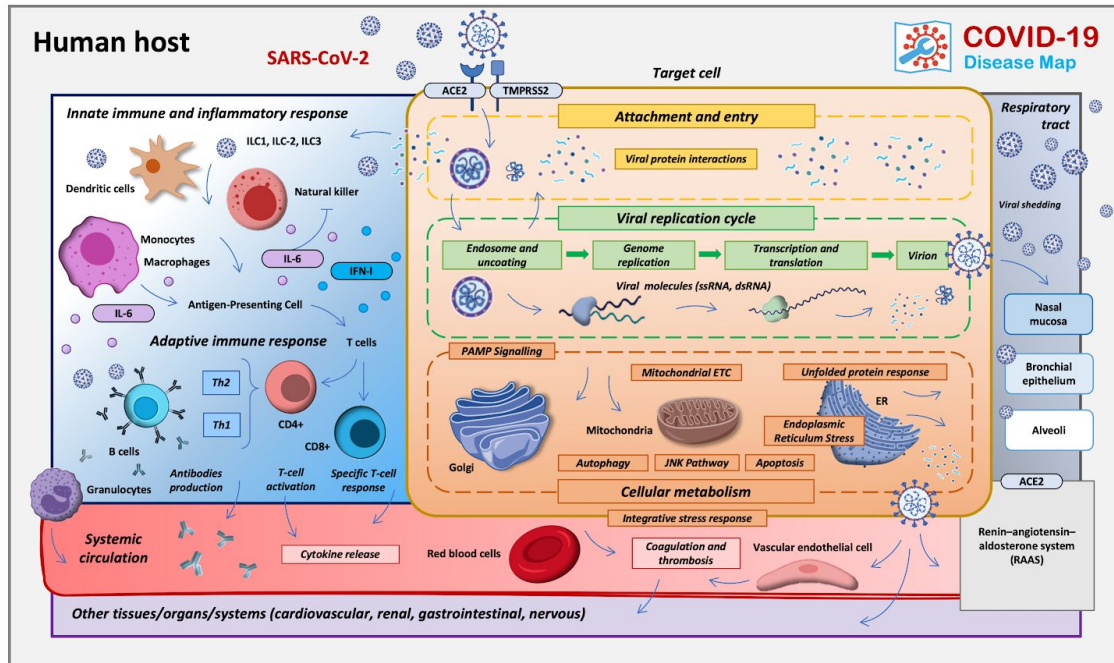 Human host
SARS-CoV-2
COVID-19
Disease Map
Target cell
ACE2
TMPRSS2
Innate immune and inflammatory response
ILC1, ILC-2, ILC3
Dendritic cells
Natural killer
Monocytes
Macrophages
IL-6
IFN-I
IL-6
Antigen-Presenting Cell
Adaptive immune response
T cells
Th2
Th1
CD4+
CD8+
B cells
Granulocytes
Antibodies
production
T-cell
activation
Specific T-cell
response
Attachment and entry
Viral protein interactions
Viral replication cycle
Endosome and
uncoating
Genome
replication
Transcription and
translation
Virion
Viral molecules (ssRNA, dsRNA)
PAMP Signalling
Mitochondrial ETC
Unfolded protein response
ER
Mitochondria
Endoplasmic
Reticulum Stress
Golgi
Autophagy
JNK Pathway
Apoptosis
Cellular metabolism
Integrative stress response
Respiratory
tract
Viral shedding
Nasal
mucosa
Bronchial
epithelium
Alveoli
ACE2
Renin–angiotensin–
aldosterone system
(RAAS)
Systemic
circulation
Cytokine release
Red blood cells
Coagulation and
thrombosis
Vascular endothelial cell
Other tissues/organs/systems (cardiovascular, renal, gastrointestinal, nervous)